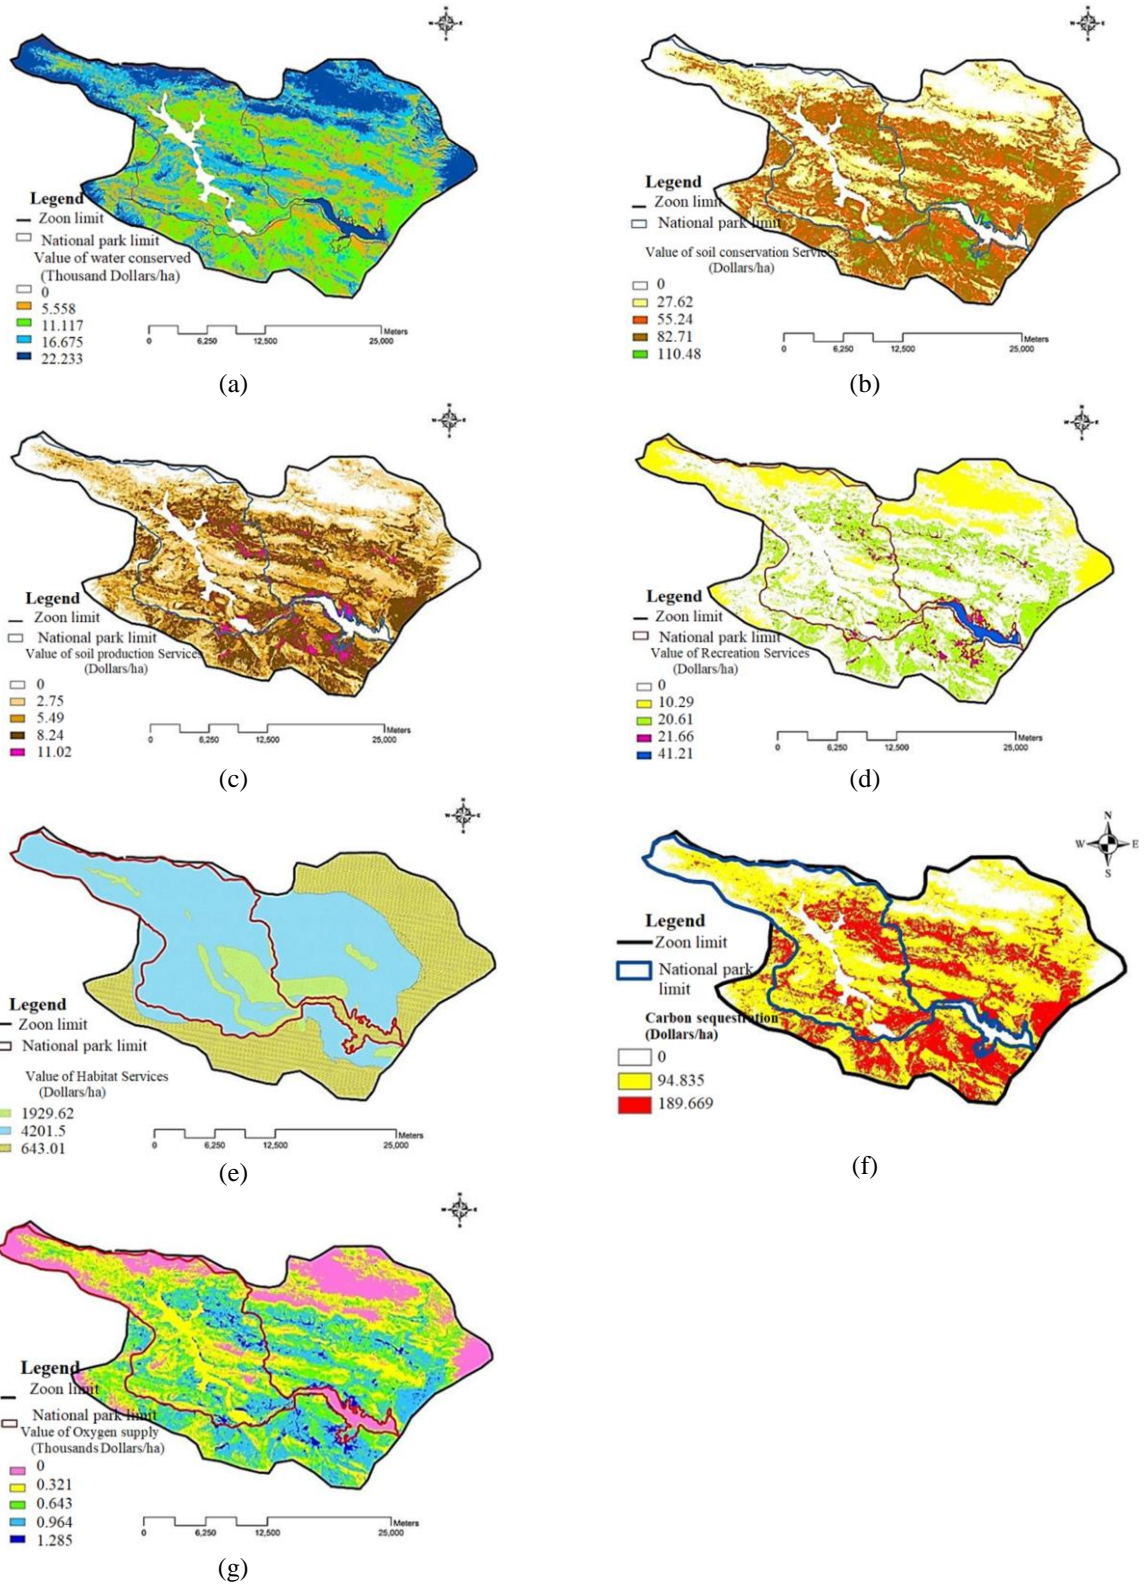 N
W E
S
Legend
Zoon limit
National park limit
Value of water conserved
(Thousand Dollars/ha)
0
5.558
11.117
16.675
22.233
Meters
0 6,250 12,500 25,000
(a)
N
W E
S
Legend
Zoon limit
National park limit
Value of soil conservation Services
(Dollars/ha)
0
27.62
55.24
82.71
110.48
Meters
0 6,250 12,500 25,000
(b)
N
W E
S
Legend
Zoon limit
National park limit
Value of soil production Services
(Dollars/ha)
0
2.75
5.49
8.24
11.02
Meters
0 6,250 12,500 25,000
(c)
N
W E
S
Legend
Zoon limit
National park limit
Value of Recreation Services
(Dollars/ha)
0
10.29
20.61
21.66
41.21
Meters
0 6,250 12,500 25,000
(d)
N
W E
S
Legend
Zoon limit
National park limit
Value of Habitat Services
(Dollars/ha)
1929.62
4201.5
643.01
Meters
0 6,250 12,500 25,000
(e)
N
W E
S
Legend
Zoon limit
National park
limit
Carbon sequestration
(Dollars/ha)
0
94.835
189.669
(f)
N
W E
S
Legend
Zoon limit
National park limit
Value of Oxygen supply
(Thousands Dollars/ha)
0
0.321
0.643
0.964
1.285
Meters
0 6,250 12,500 25,000
(g)